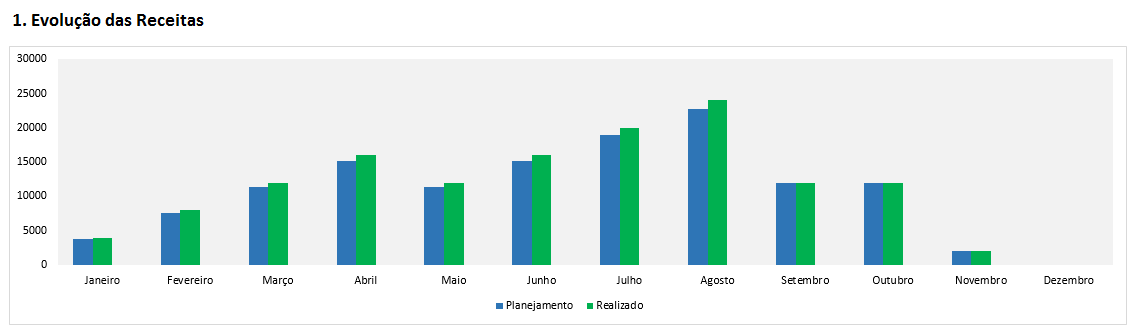 1. Evolução das Receitas
30000
25000
20000
15000
10000
5000
0
Janeiro Fevereiro Março Abril Maio Junho Julho Agosto Setembro Outubro Novembro Dezembro
Planejamento Realizado